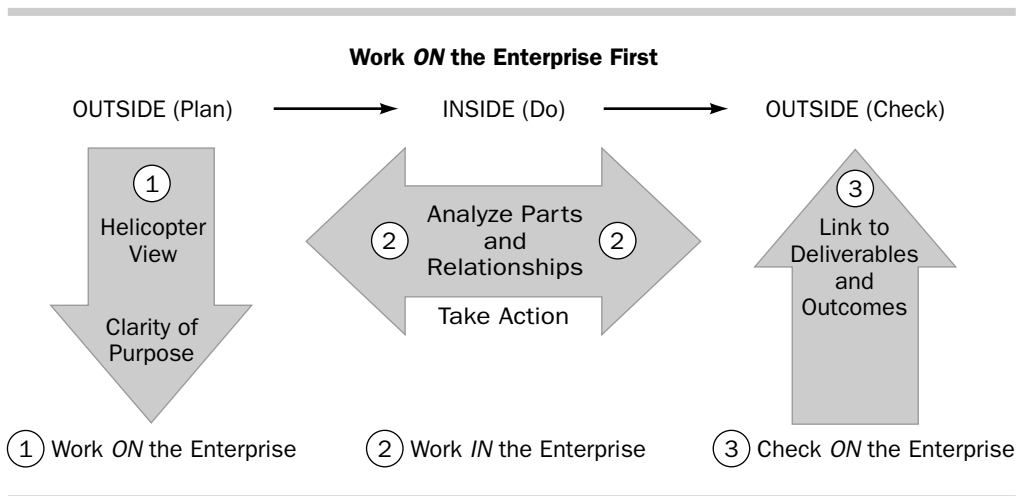 Work ON the Enterprise First
OUTSIDE (Plan)
INSIDE (Do)
OUTSIDE (Check)
1
Helicopter
View
Clarity of
Purpose
2
Analyze Parts
and
Relationships
2
Take Action
3
Link to
Deliverables
and
Outcomes
1 Work ON the Enterprise
2 Work IN the Enterprise
3 Check ON the Enterprise